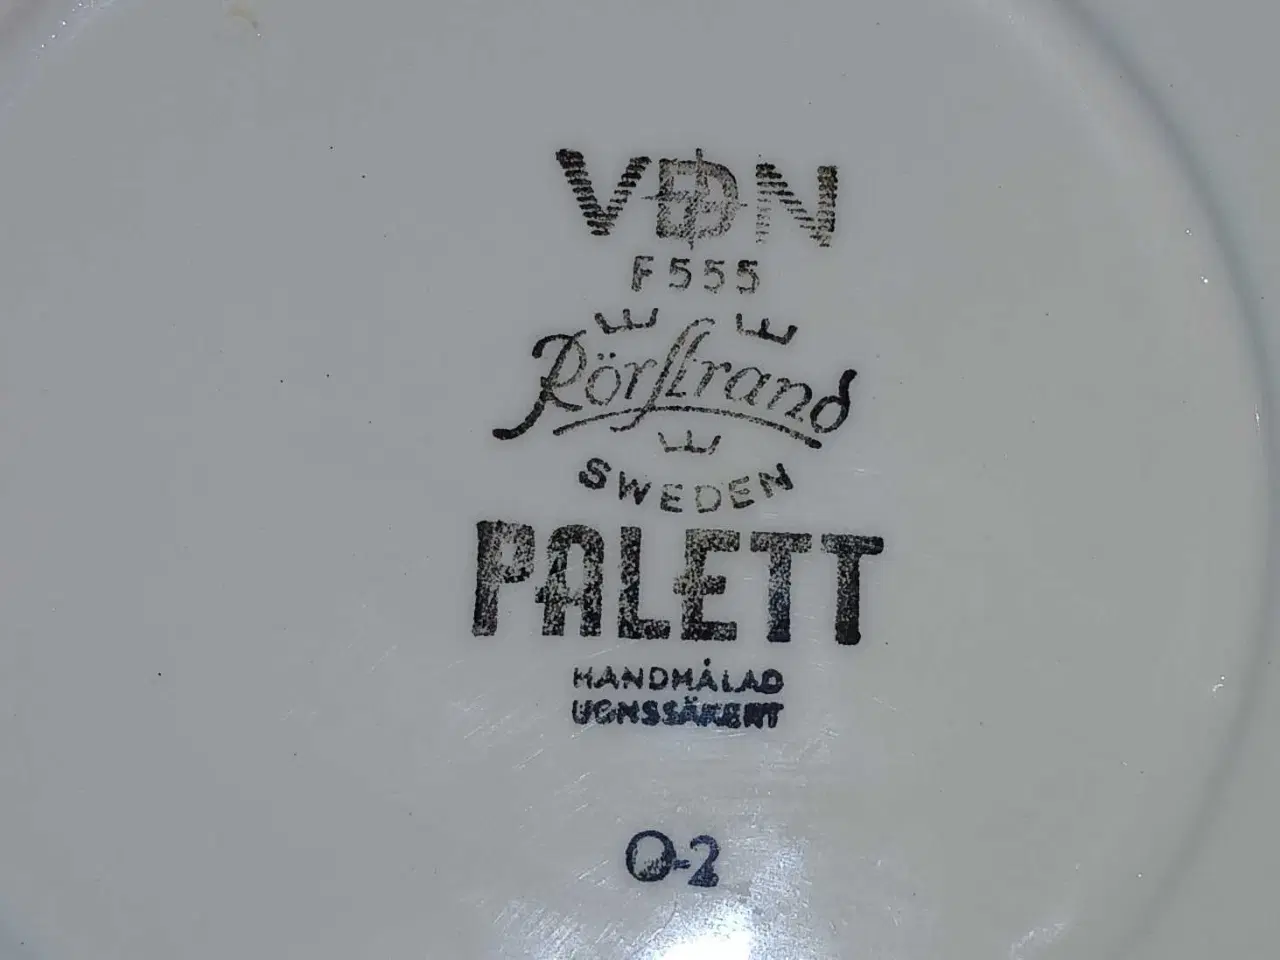 VDN
F555
Rörstrand
SWEDEN
PALETT
HANDMÅLAD
UGNSSÄKERT
O-2